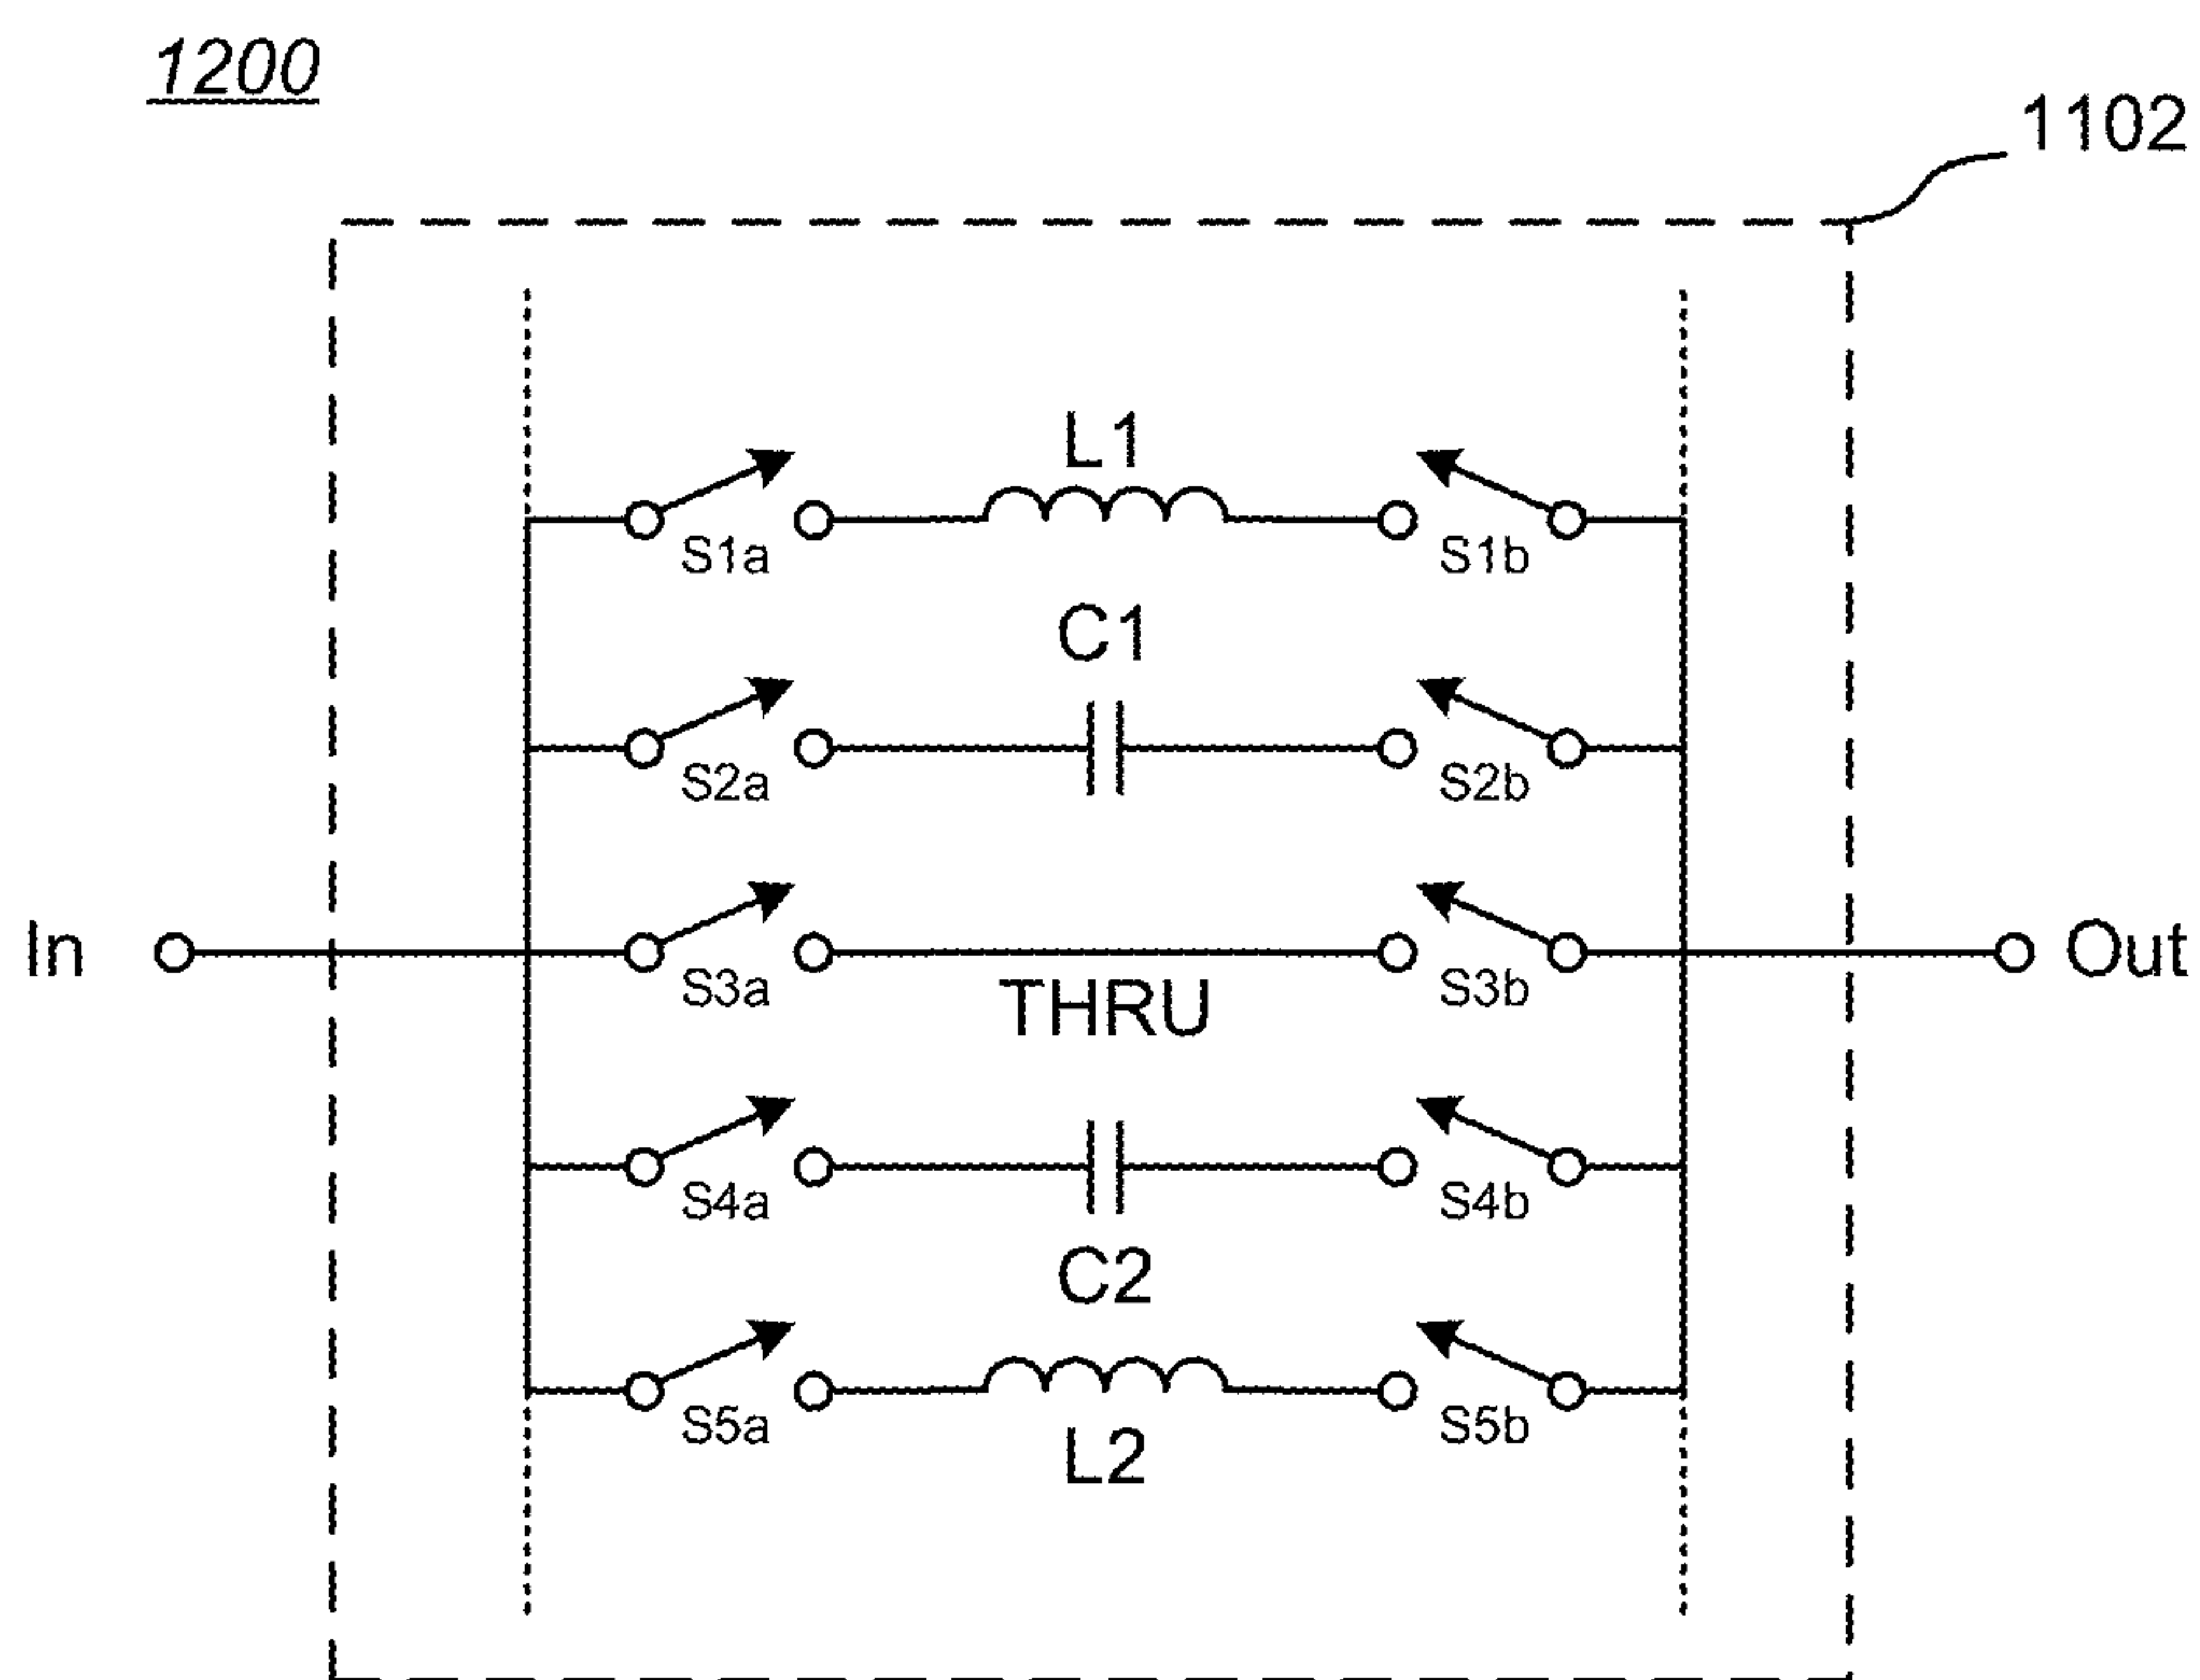 1200
1102
L1
S1a
S1b
C1
S2a
S2b
In
S3a
S3b
Out
THRU
S4a
S4b
C2
S5a
S5b
L2